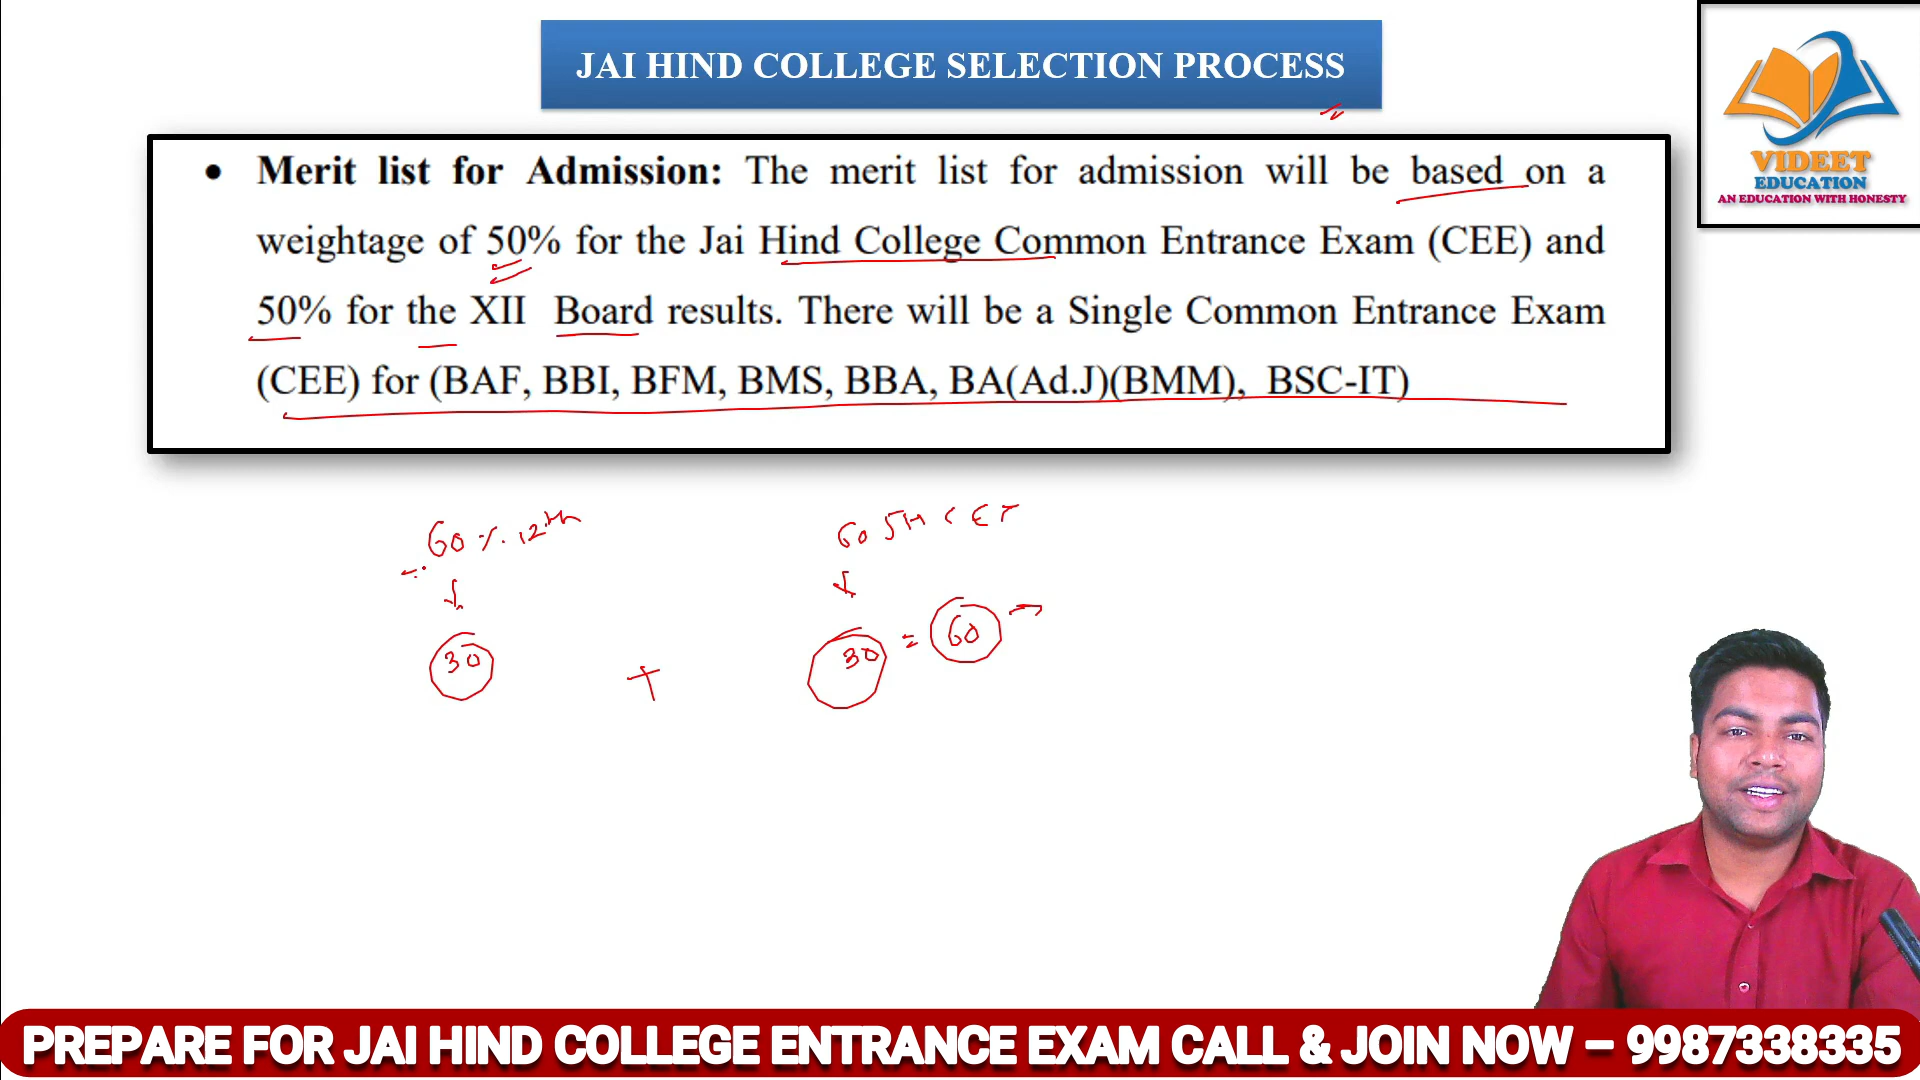 JAI HIND COLLEGE SELECTION PROCESS
VIDEET
EDUCATION
AN EDUCATION WITH HONESTY
• Merit list for Admission: The merit list for admission will be based on a
weightage of 50% for the Jai Hind College Common Entrance Exam (CEE) and
50% for the XII Board results. There will be a Single Common Entrance Exam
(CEE) for (BAF, BBI, BFM, BMS, BBA, BA(Ad.J)(BMM), BSC-IT)
60 % 12th
60 JH CET
30 + 30 = 60
PREPARE FOR JAI HIND COLLEGE ENTRANCE EXAM CALL & JOIN NOW – 9987338335